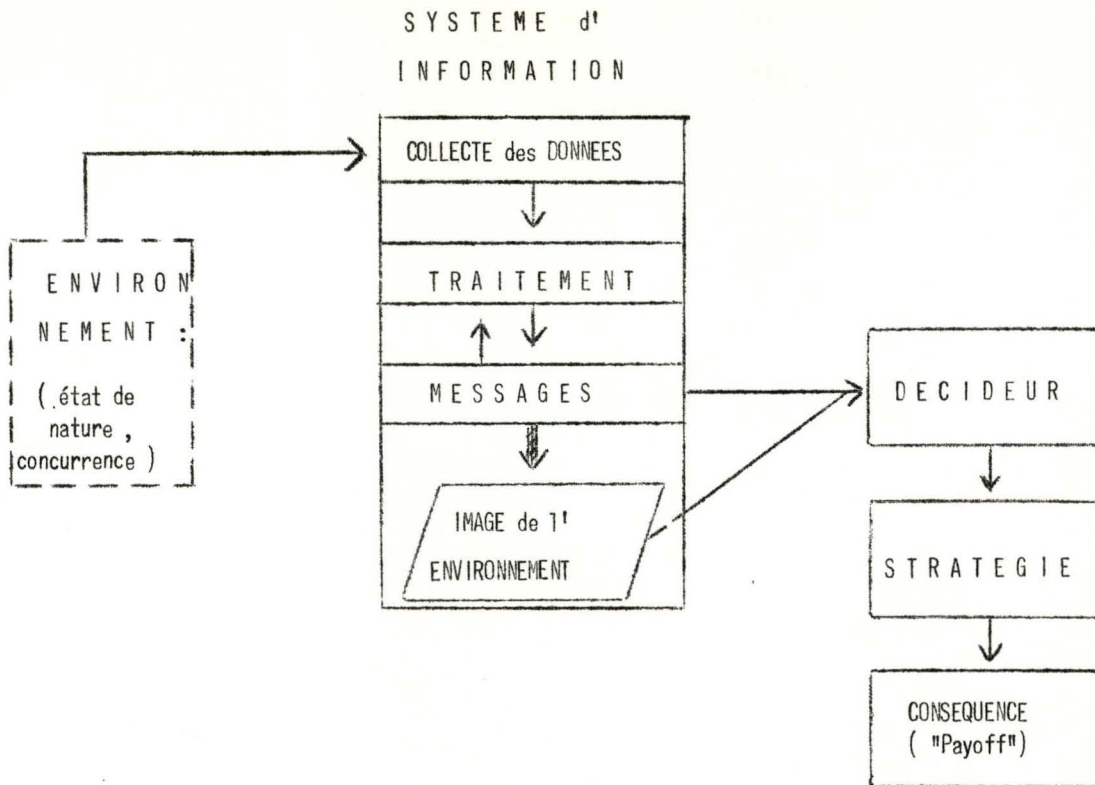 SYSTEME d'
INFORMATION
COLLECTE des DONNEES
TRAITEMENT
MESSAGES
IMAGE de l'
ENVIRONNEMENT
ENVIRON
NEMENT :
( .état de
nature ,
concurrence )
DECIDEUR
STRATEGIE
CONSEQUENCE
( "Payoff")